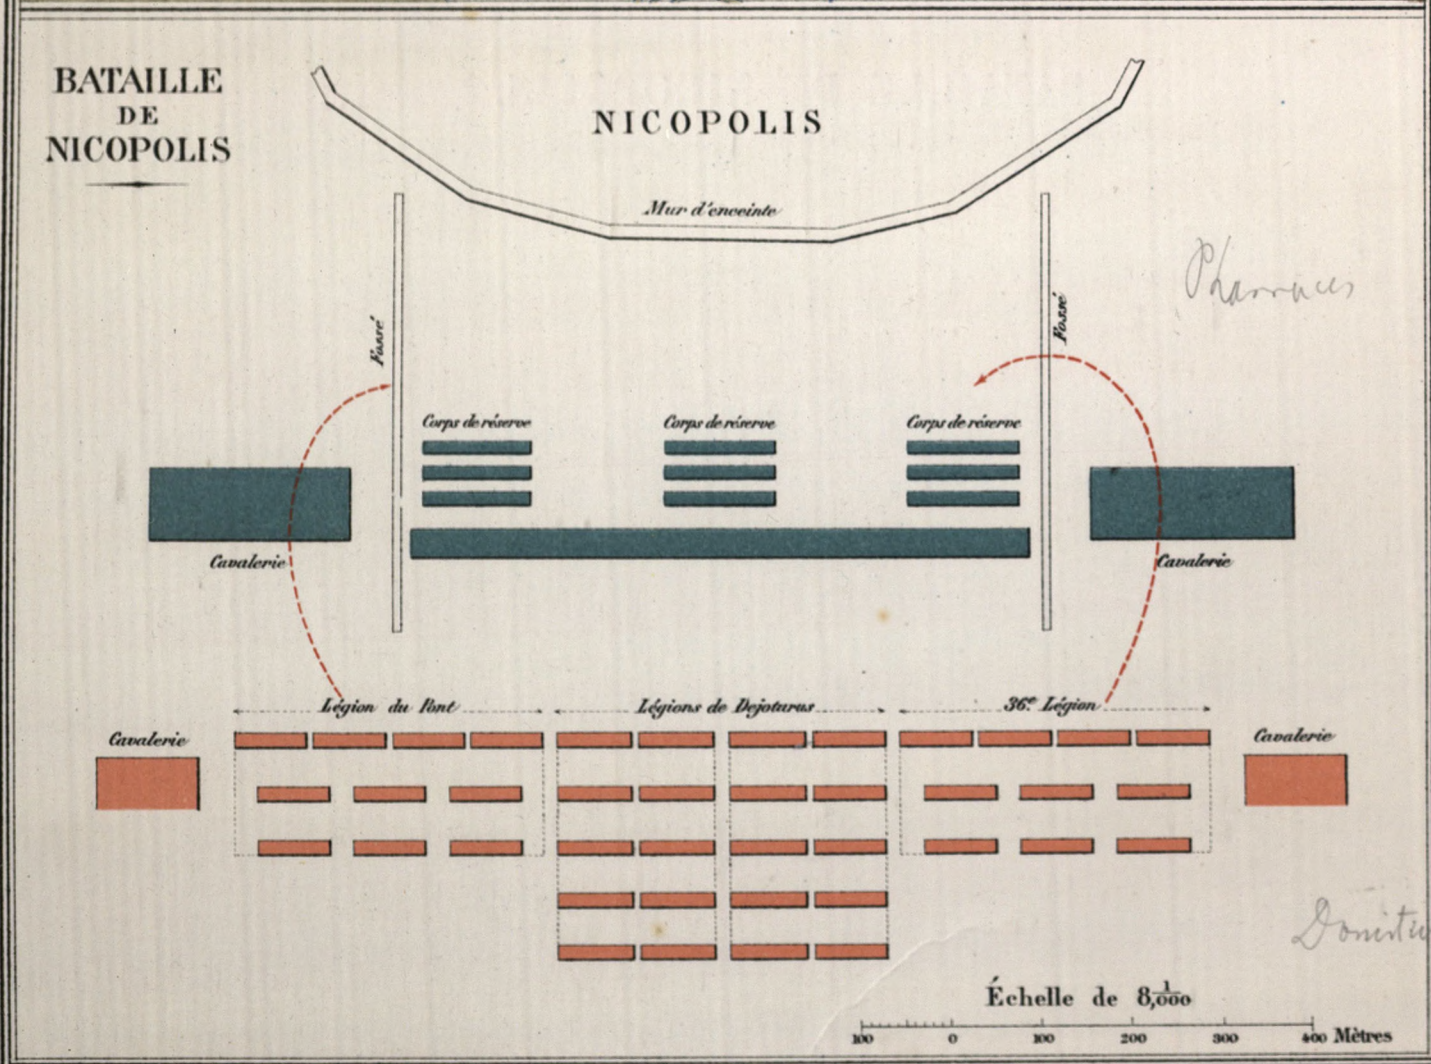 BATAILLE
DE
NICOPOLIS
NICOPOLIS
Mur d'enceinte
Pharnaces
Fossé
Fossé
Corps de réserve
Corps de réserve
Corps de réserve
Cavalerie
Cavalerie
Légion du Pont
Légions de Dejotarus
36.e Légion
Cavalerie
Cavalerie
Échelle de 8,1/000
100 0 100 200 300 400 Mètres